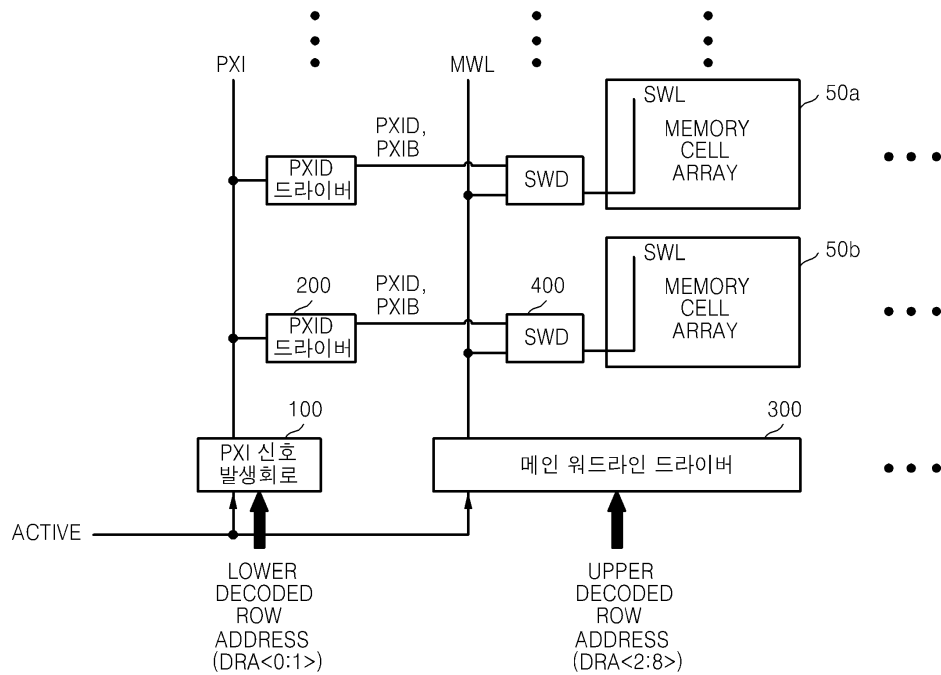 PXI
MWL
SWL
50a
MEMORY
CELL
ARRAY
PXID,
PXIB
PXID
드라이버
SWD
SWL
50b
MEMORY
CELL
ARRAY
200
PXID,
PXIB
400
PXID
드라이버
SWD
100
300
PXI 신호
발생회로
메인 워드라인 드라이버
ACTIVE
LOWER
DECODED
ROW
ADDRESS
(DRA<0:1>)
UPPER
DECODED
ROW
ADDRESS
(DRA<2:8>)